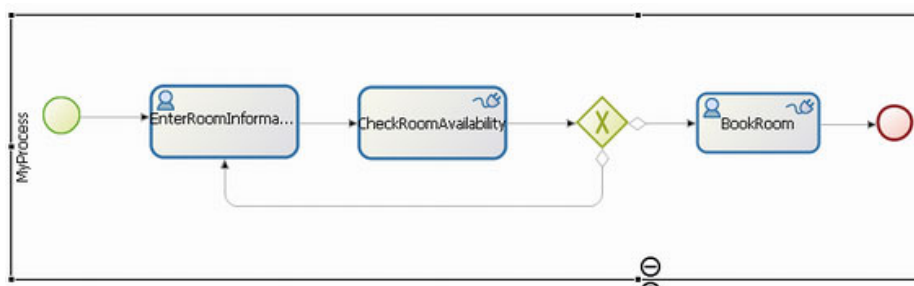 MyProcess
EnterRoomInforma...
CheckRoomAvailability
X
BookRoom